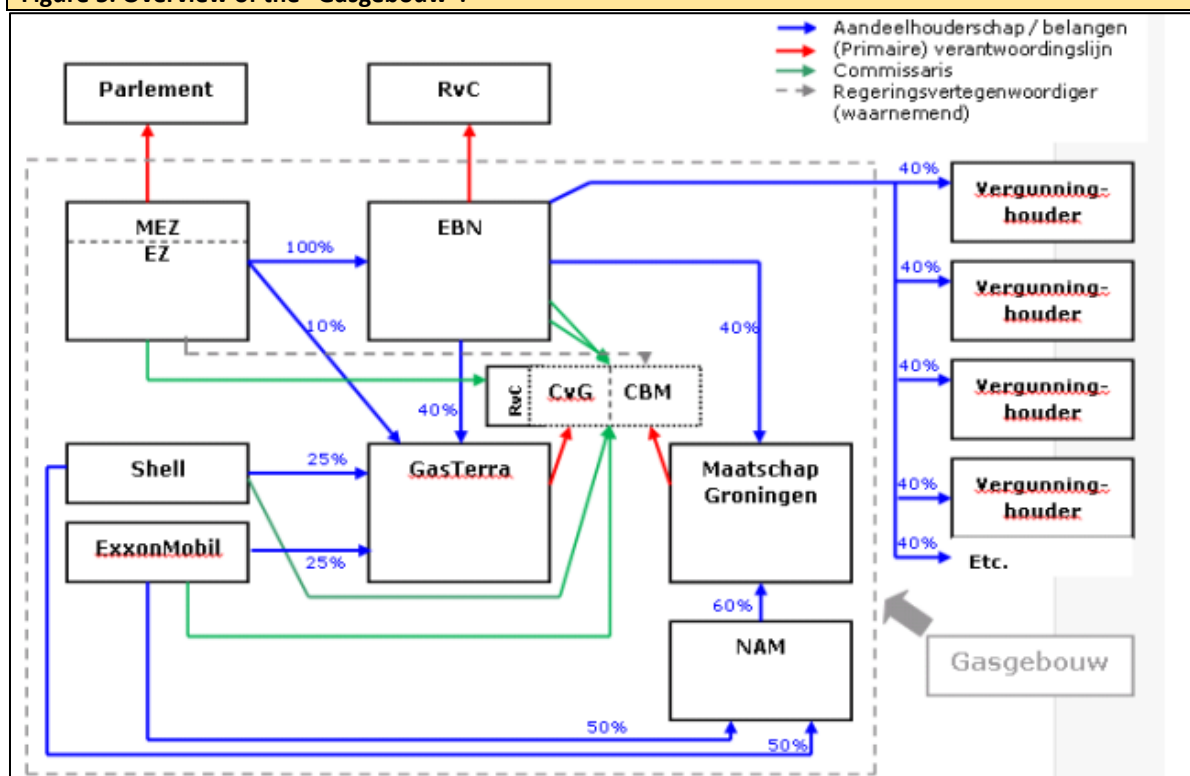 Aandeelhouderschap / belangen
(Primaire) verantwoordingslijn
Commissaris
Regeringsvertegenwoordiger
(waarnemend)
Parlement
RvC
MEZ
EZ
100%
10%
EBN
40%
40%
40%
Vergunning-
houder
40%
Vergunning-
houder
40%
Vergunning-
houder
40%
Vergunning-
houder
40%
Etc.
RvC
CvG
CBM
Shell
25%
ExxonMobil
25%
GasTerra
Maatschap
Groningen
60%
NAM
50%
50%
Gasgebouw